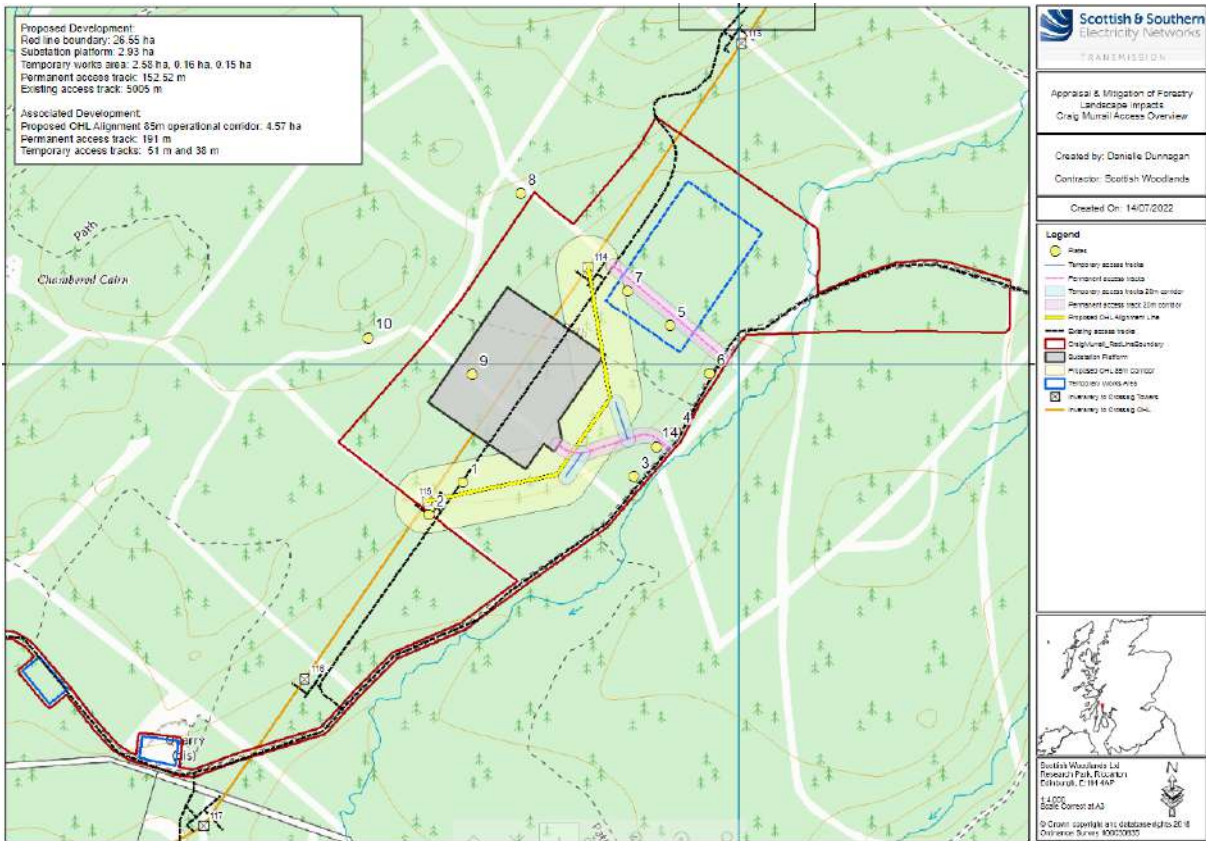 Proposed Development:
Red line boundary: 26.55 ha
Substation platform: 2.93 ha
Temporary works area: 2.58 ha, 0.16 ha, 0.15 ha
Permanent access track: 152.52 m
Existing access track: 5005 m
Associated Development:
Proposed OHL Alignment 85m operational corridor: 4.57 ha
Permanent access track: 191 m
Temporary access tracks: 51 m and 38 m
113
8
Path
Chambered Cairn
114
7
5
10
9
6
4
14
3
1
115
2
116
117
Scottish & Southern
Electricity Networks
TRANSMISSION
Appraisal & Mitigation of Forestry
Landscape Impacts
Craig Murrail Access Overview
Created by: Danielle Dunnagan
Contractor: Scottish Woodlands
Created On: 14/07/2022
Legend
Plates
Temporary access tracks
Permanent access tracks
Temporary access tracks 20m corridor
Permanent access track 20m corridor
Proposed OHL Alignment Line
Existing access tracks
CraigMurrail_RedLineBoundary
Substation Platform
Proposed OHL 85m corridor
Temporary Works Area
Inveraray to Crossaig Towers
Inveraray to Crossaig OHL
Scottish Woodlands Ltd
Research Park, Riccarton
Edinburgh, EH14 4AP
N
1:4,000
Scale Correct at A3
© Crown copyright and database rights 2018
Ordnance Survey